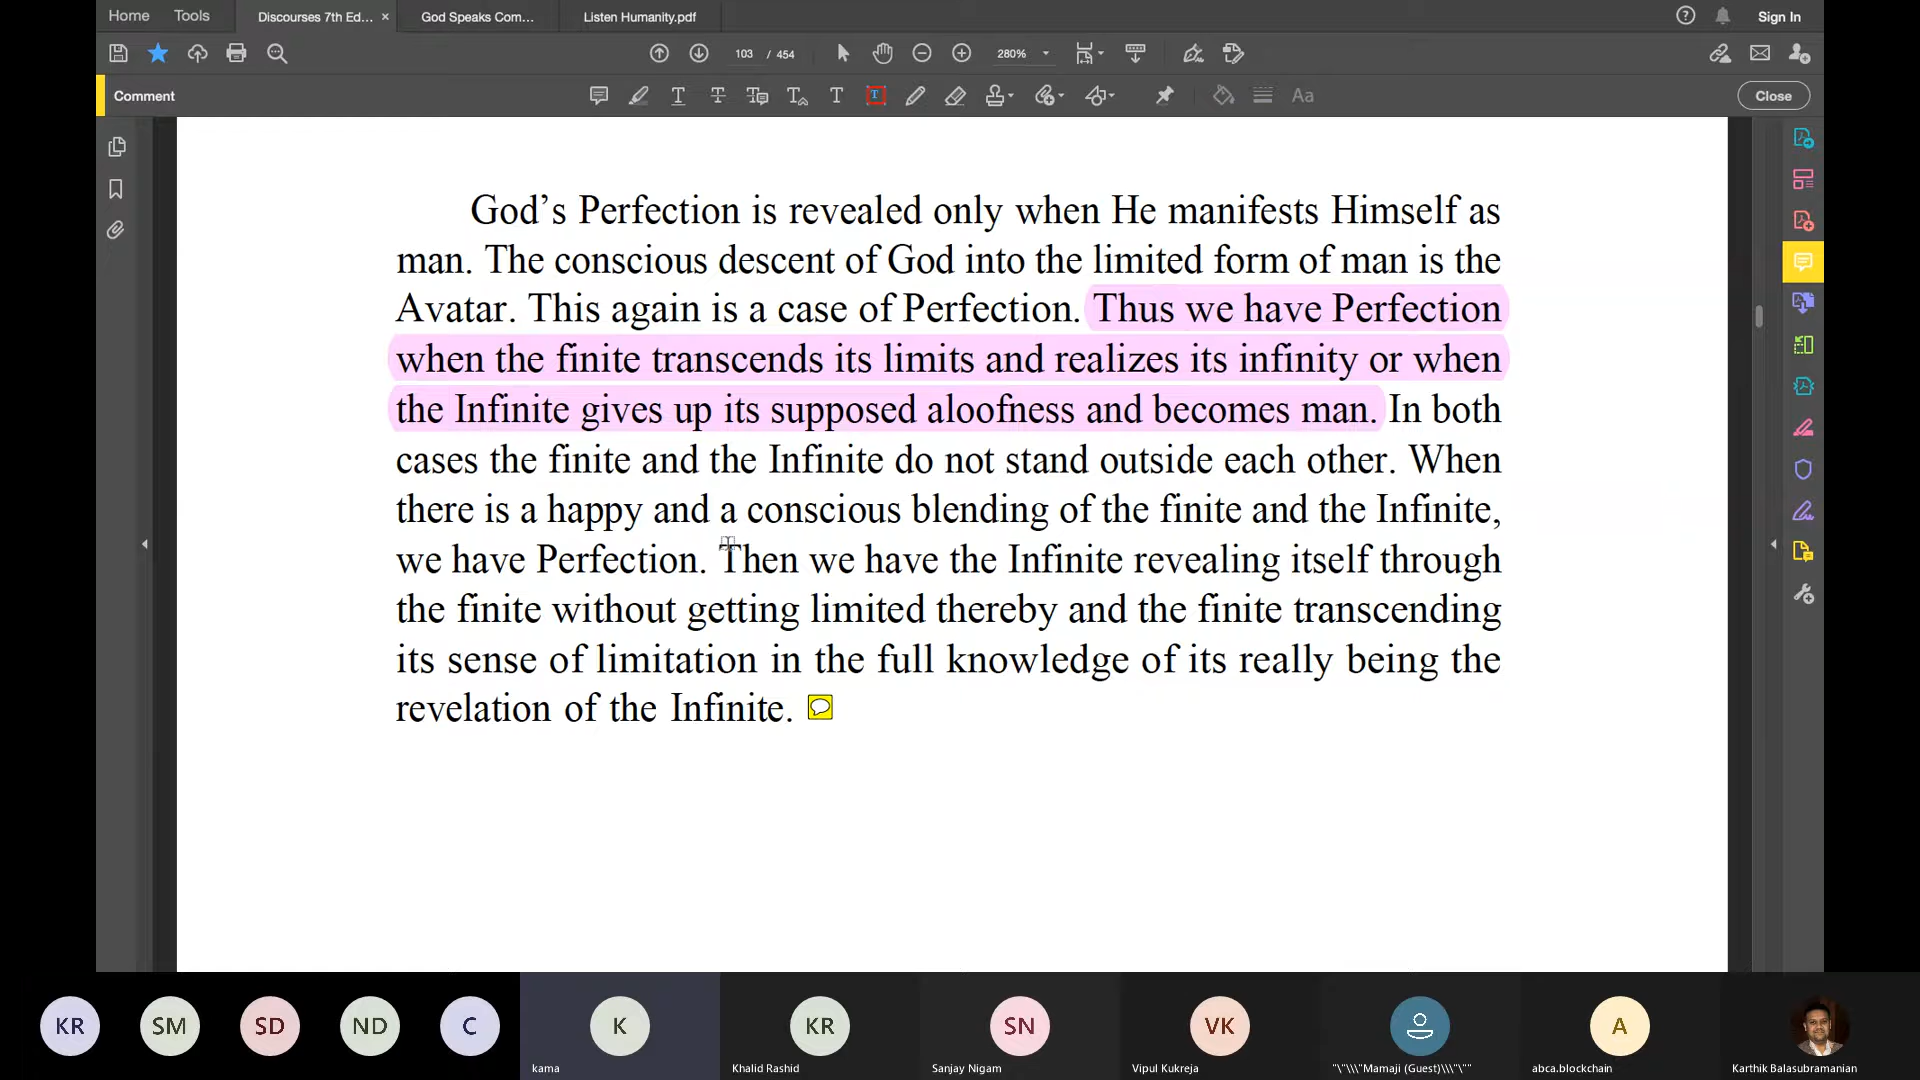 Home Tools Discourses 7th Ed... × God Speaks Com... Listen Humanity.pdf Sign In
103 / 454 280%
Comment Aa Close
God’s Perfection is revealed only when He manifests Himself as
man. The conscious descent of God into the limited form of man is the
Avatar. This again is a case of Perfection. Thus we have Perfection
when the finite transcends its limits and realizes its infinity or when
the Infinite gives up its supposed aloofness and becomes man. In both
cases the finite and the Infinite do not stand outside each other. When
there is a happy and a conscious blending of the finite and the Infinite,
we have Perfection. Then we have the Infinite revealing itself through
the finite without getting limited thereby and the finite transcending
its sense of limitation in the full knowledge of its really being the
revelation of the Infinite.
KR SM SD ND C K KR SN VK A
kama Khalid Rashid Sanjay Nigam Vipul Kukreja "\"\\\"Mamaji (Guest)\\\"\"" abca.blockchain Karthik Balasubramanian